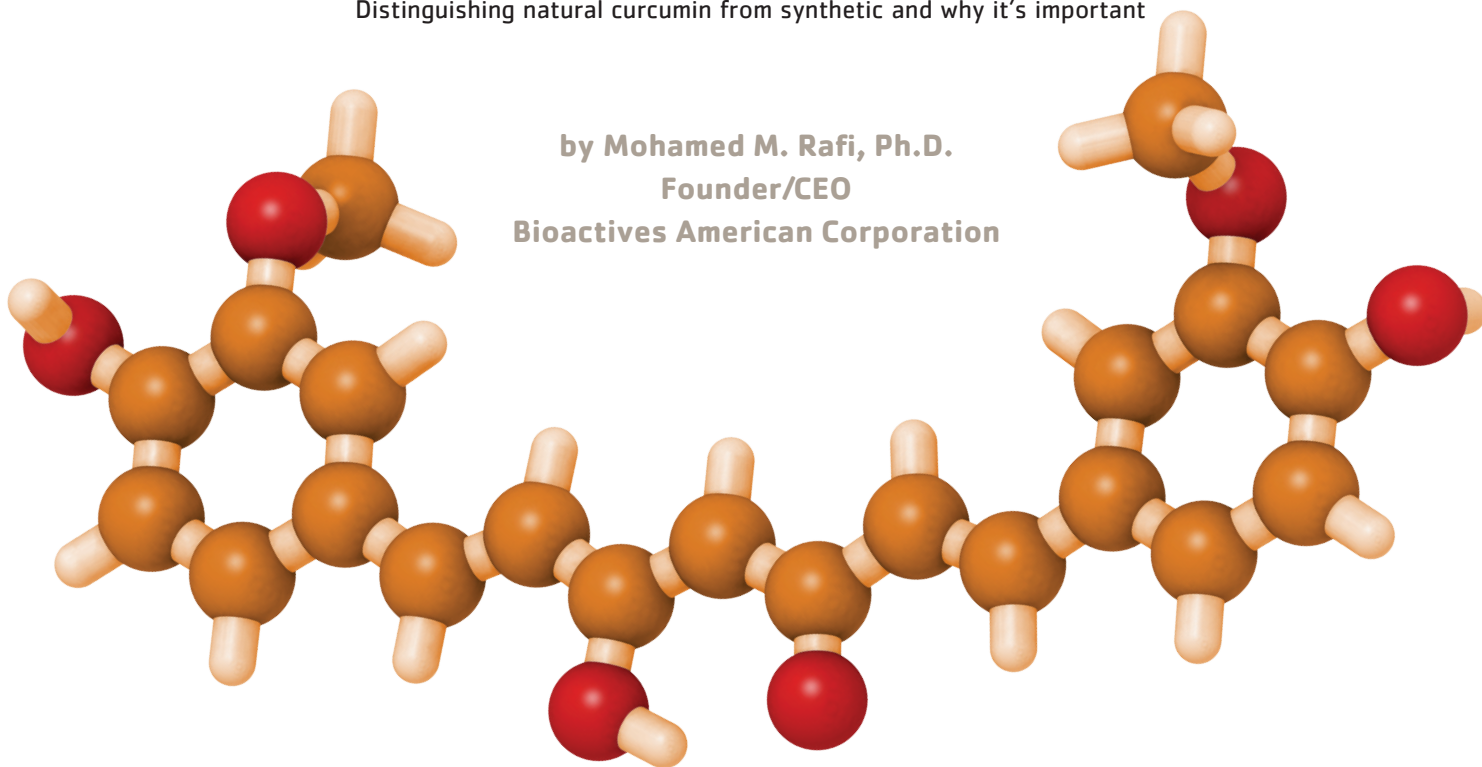 Distinguishing natural curcumin from synthetic and why it’s important
by Mohamed M. Rafi, Ph.D.
Founder/CEO
Bioactives American Corporation